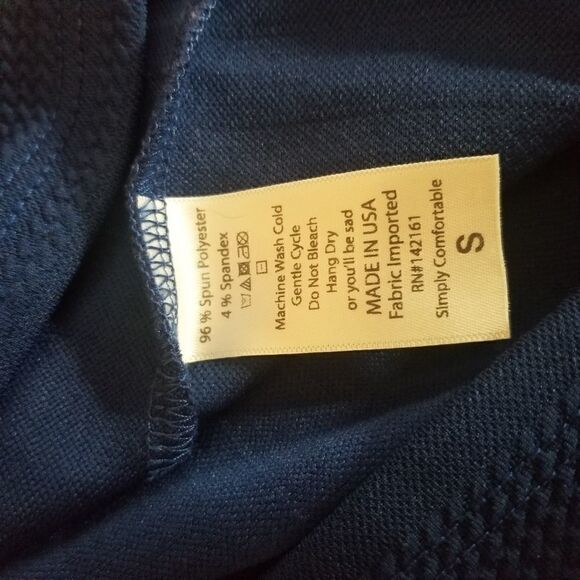 96 % Spun Polyester
4 % Spandex
Machine Wash Cold
Gentle Cycle
Do Not Bleach
Hang Dry
or you'll be sad
MADE IN USA
Fabric Imported
RN#142161
Simply Comfortable
S